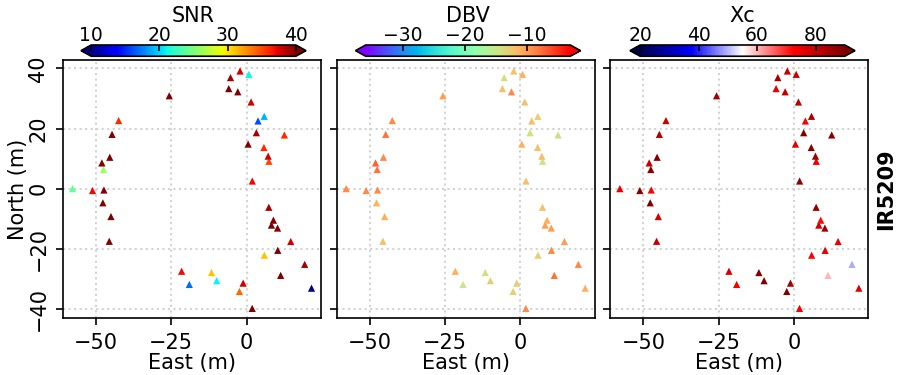 SNR DBV Xc
10 20 30 40 −30 −20 −10 20 40 60 80
40
20
0
−20
−40
North (m)
−50 −25 0 −50 −25 0 −50 −25 0
East (m) East (m) East (m)
IR5209